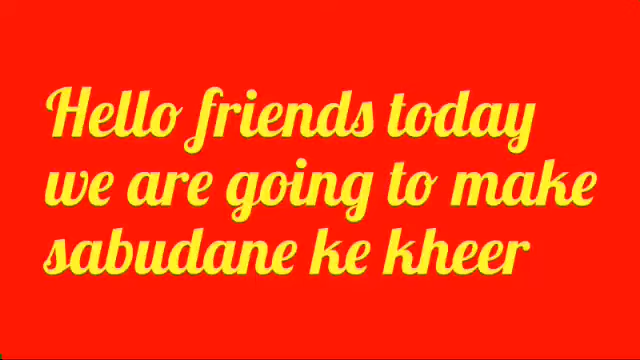 Hello friends today
we are going to make
sabudane ke kheer